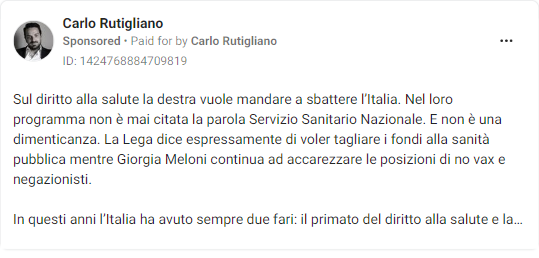 Carlo Rutigliano
Sponsored • Paid for by Carlo Rutigliano
ID: 1424768884709819
Sul diritto alla salute la destra vuole mandare a sbattere l'Italia. Nel loro
programma non è mai citata la parola Servizio Sanitario Nazionale. E non è una
dimenticanza. La Lega dice espressamente di voler tagliare i fondi alla sanità
pubblica mentre Giorgia Meloni continua ad accarezzare le posizioni di no vax e
negazionisti.
In questi anni l'Italia ha avuto sempre due fari: il primato del diritto alla salute e la...